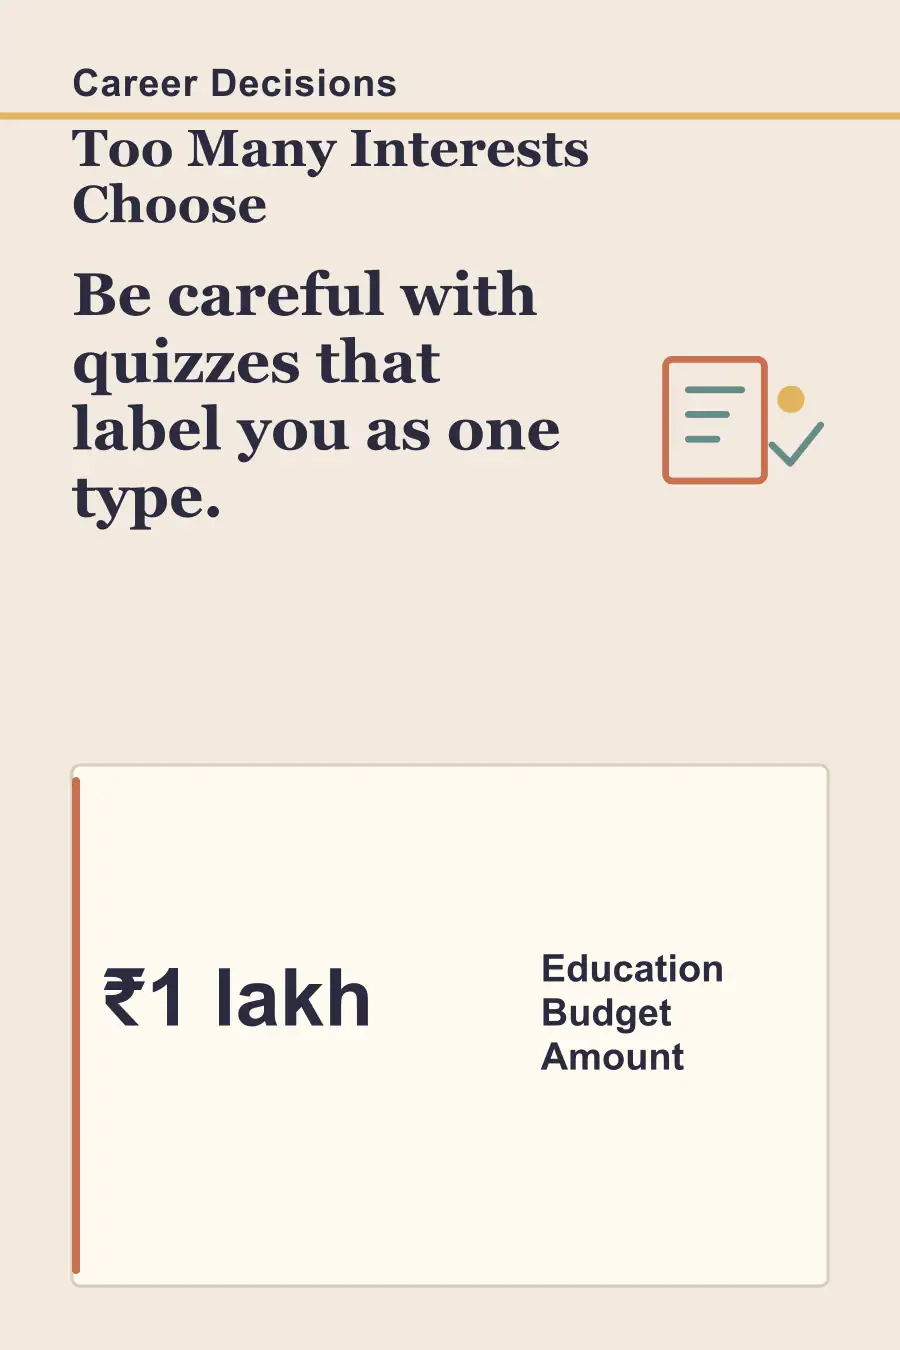 Career Decisions
Too Many Interests
Choose
Be careful with
quizzes that
label you as one
type.
₹1 lakh
Education
Budget
Amount